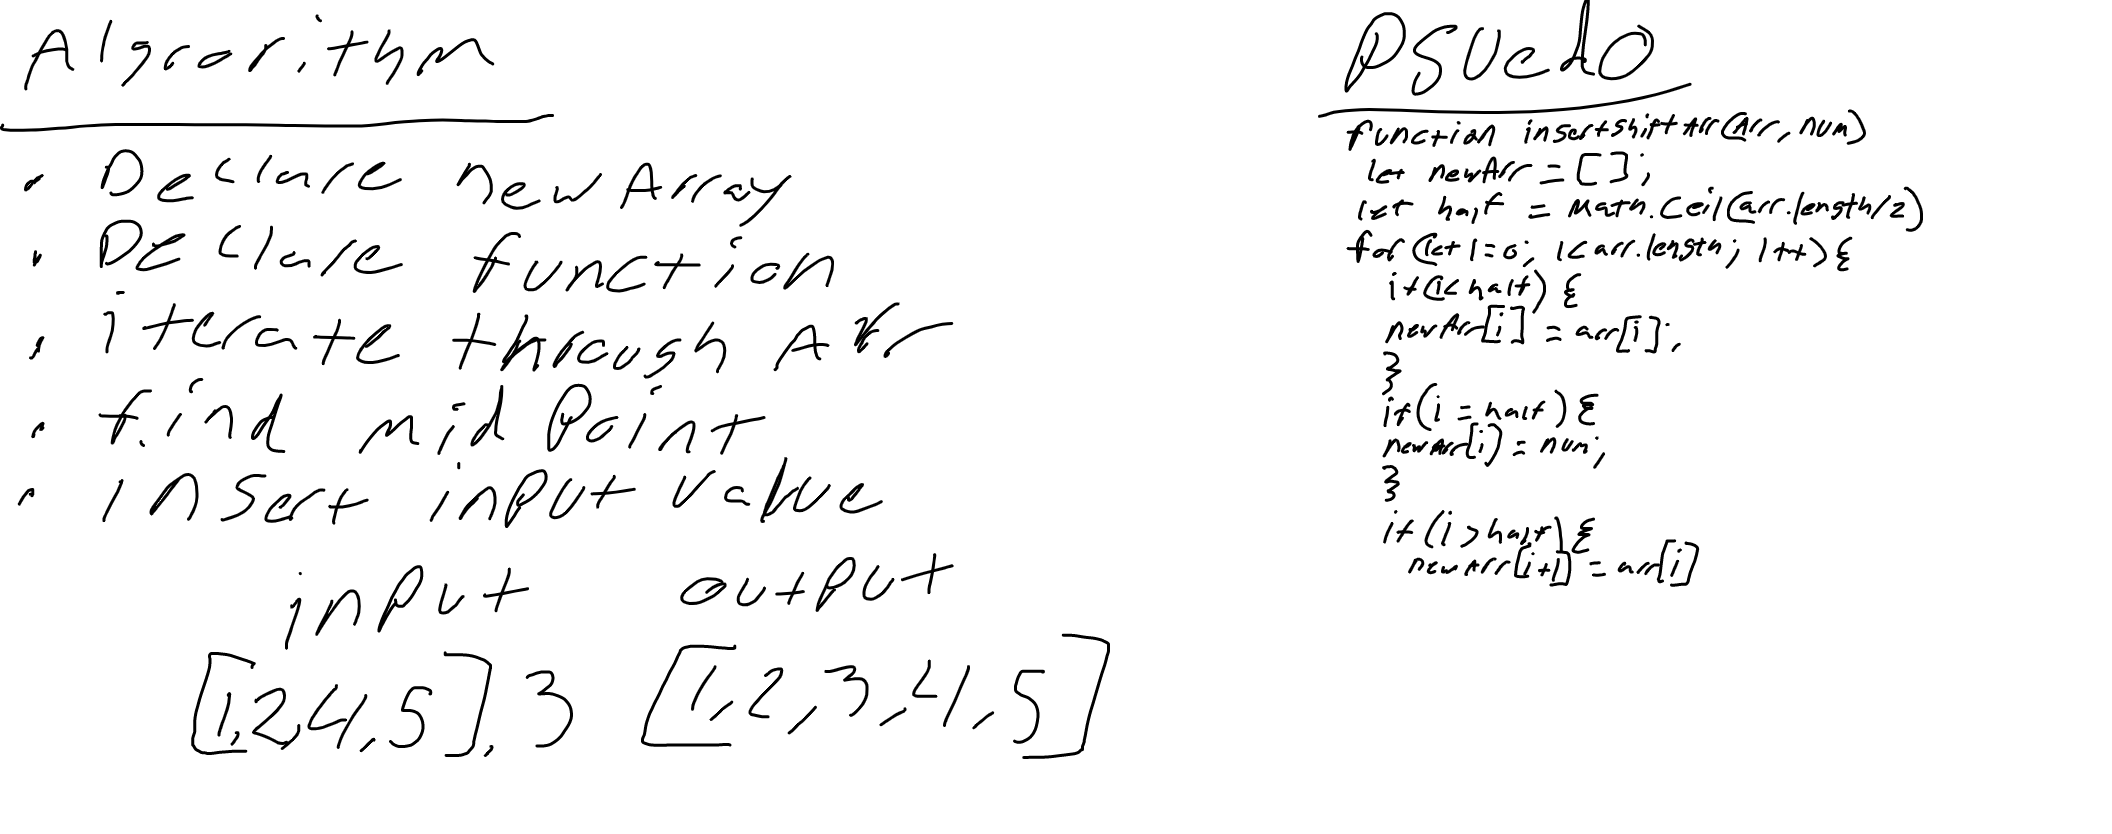 Algorithm
• Declare newArray
• Declare function
• iterate through Arr
• find midPoint
• insert input value
input output
[1,2,4,5],3 [1,2,3,4,5]
PSUedO
function insertshiftArr(Arr, num)
let newArr = [];
let half = Math.Ceil(arr.length/2)
for(let i=0; i<arr.length; i++){
if(i<half) {
newArr[i] = arr[i];
}
if(i = half) {
newArr[i] = num;
}
if(i > half) {
newArr[i+1] = arr[i]